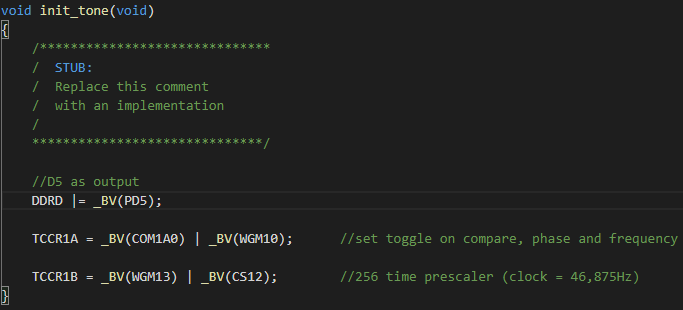 void init_tone(void)
{
    /******************************
    /  STUB:
    /  Replace this comment
    /  with an implementation
    /
    ******************************/
    //D5 as output
    DDRD |= _BV(PD5);
    TCCR1A = _BV(COM1A0) | _BV(WGM10);      //set toggle on compare, phase and frequency
    TCCR1B = _BV(WGM13) | _BV(CS12);        //256 time prescaler (clock = 46,875Hz)
}